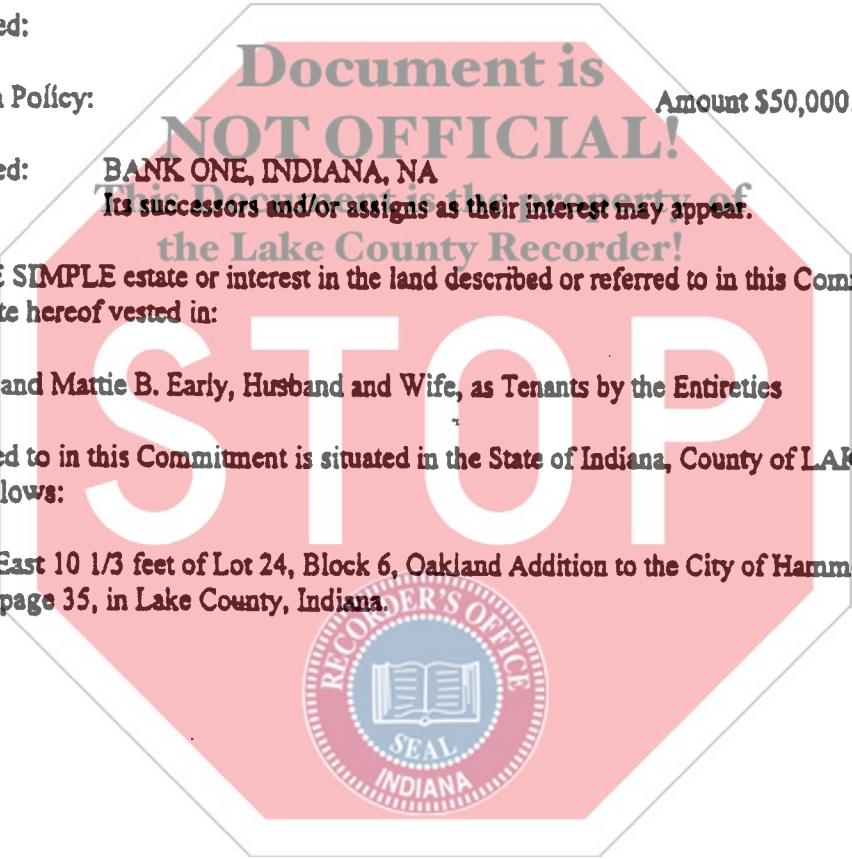 ed:
Document is
Policy:
Amount $50,000
NOT OFFICIAL!
ed: BANK ONE, INDIANA, NA
This Document is the property of
Its successors and/or assigns as their interest may appear.
the Lake County Recorder!
E SIMPLE estate or interest in the land described or referred to in this Com
te hereof vested in:
STOP
and Mattie B. Early, Husband and Wife, as Tenants by the Entireties
ed to in this Commitment is situated in the State of Indiana, County of LAK
lows:
East 10 1/3 feet of Lot 24, Block 6, Oakland Addition to the City of Hamm
page 35, in Lake County, Indiana.
RECORDER'S OFFICE
SEAL
INDIANA